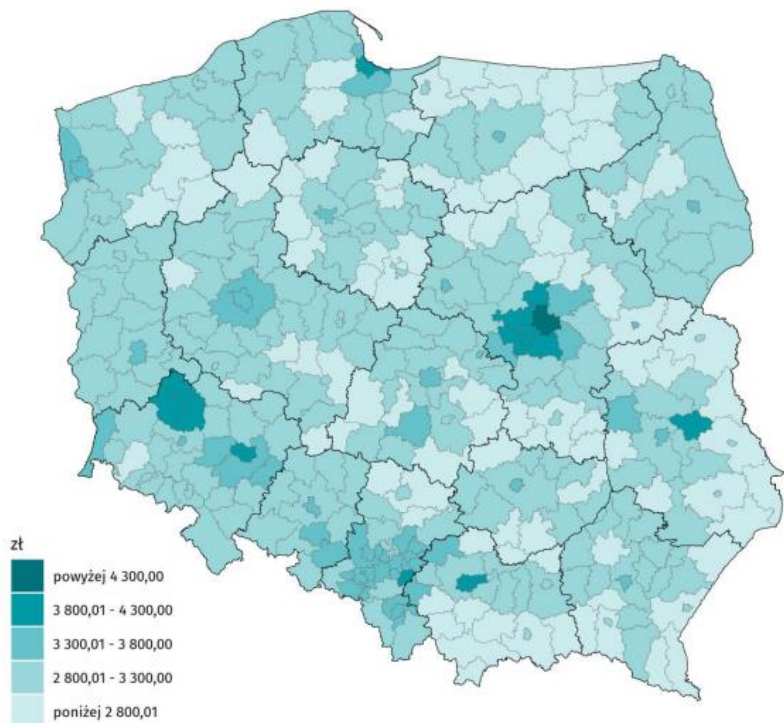 zł
powyżej 4 300,00
3 800,01 - 4 300,00
3 300,01 - 3 800,00
2 800,01 - 3 300,00
poniżej 2 800,01